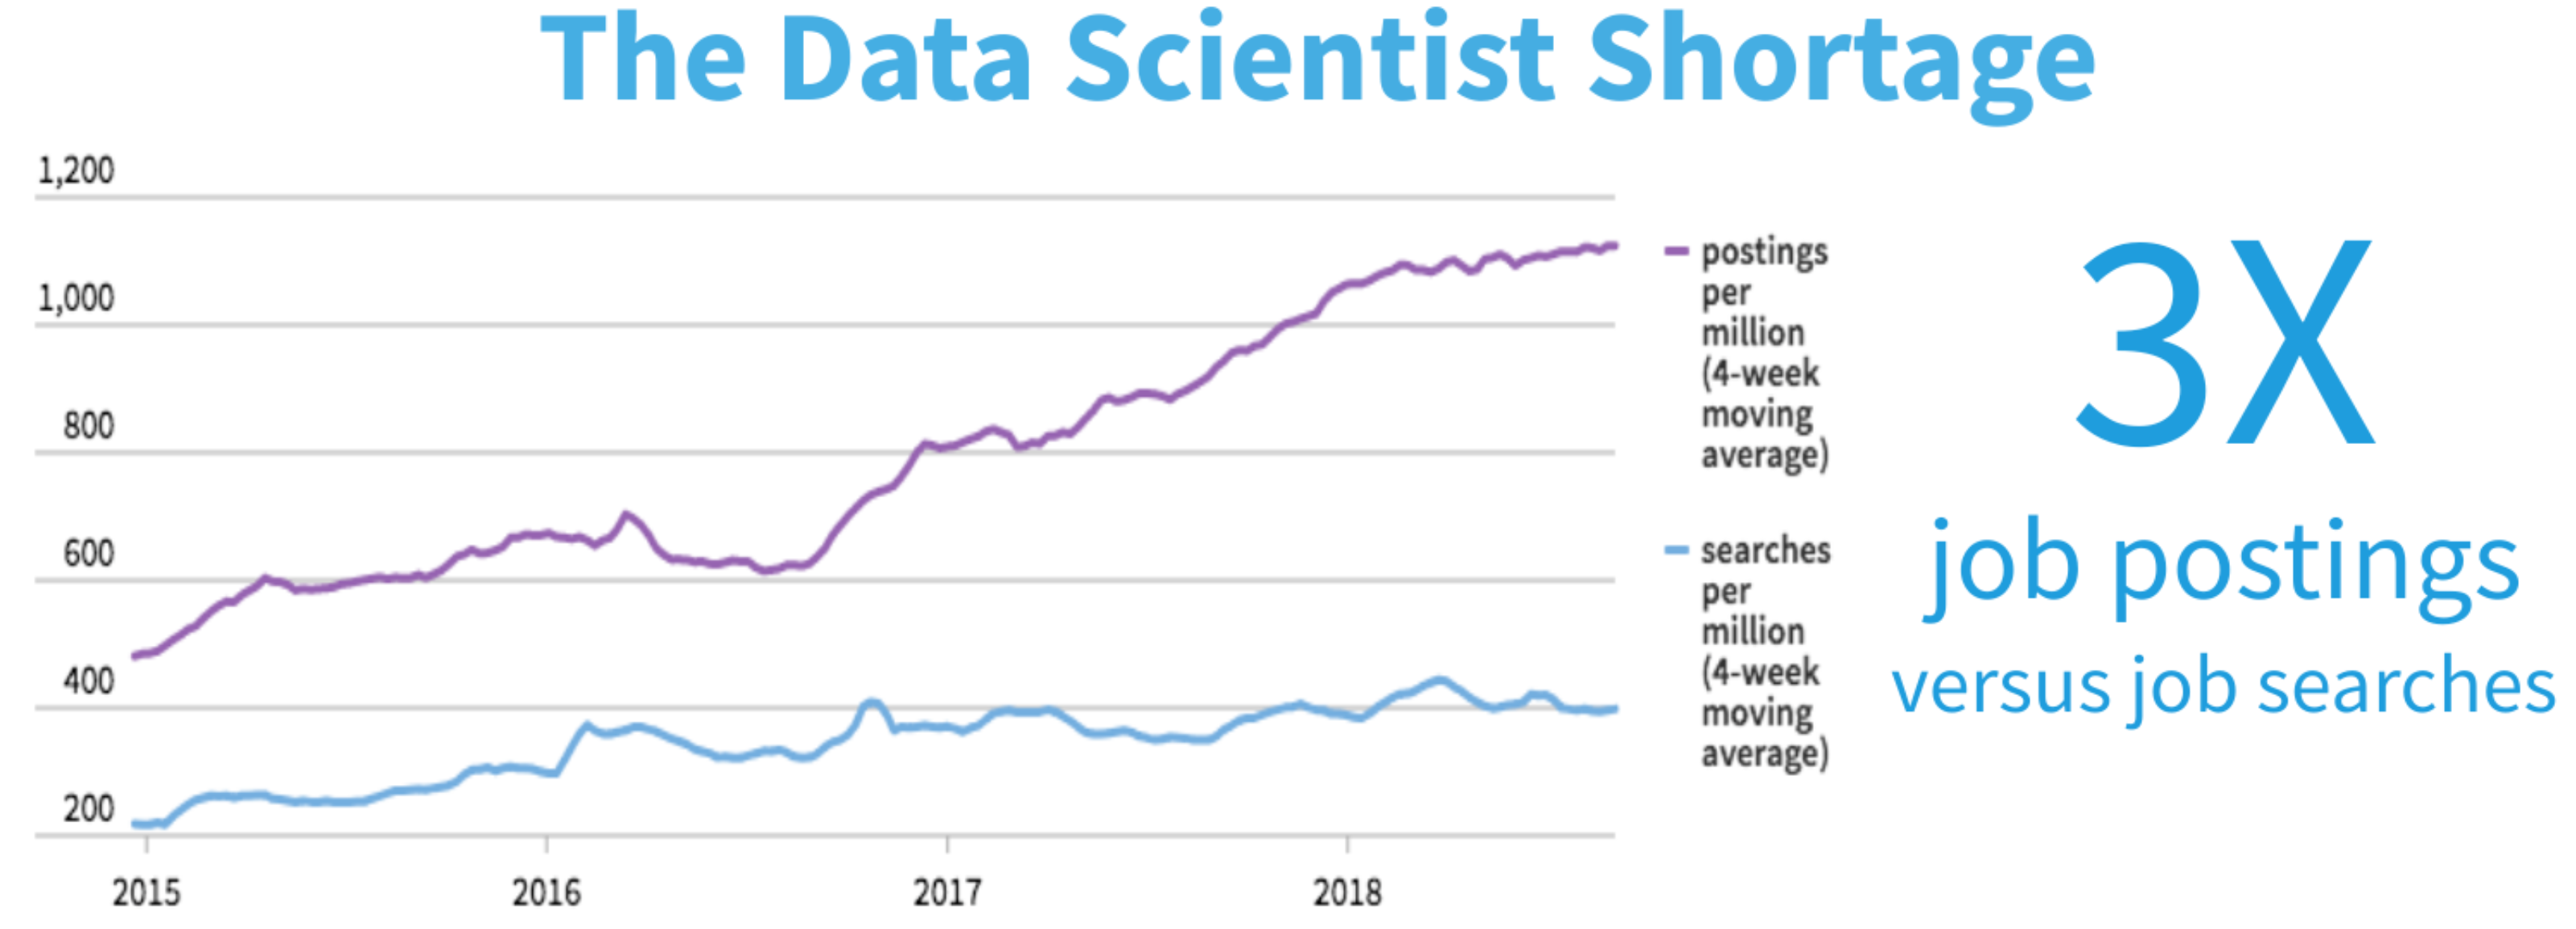 The Data Scientist Shortage
1,200
1,000
800
600
400
200
2015 2016 2017 2018
postings
per
million
(4-week
moving
average)
searches
per
million
(4-week
moving
average)
3X
job postings
versus job searches